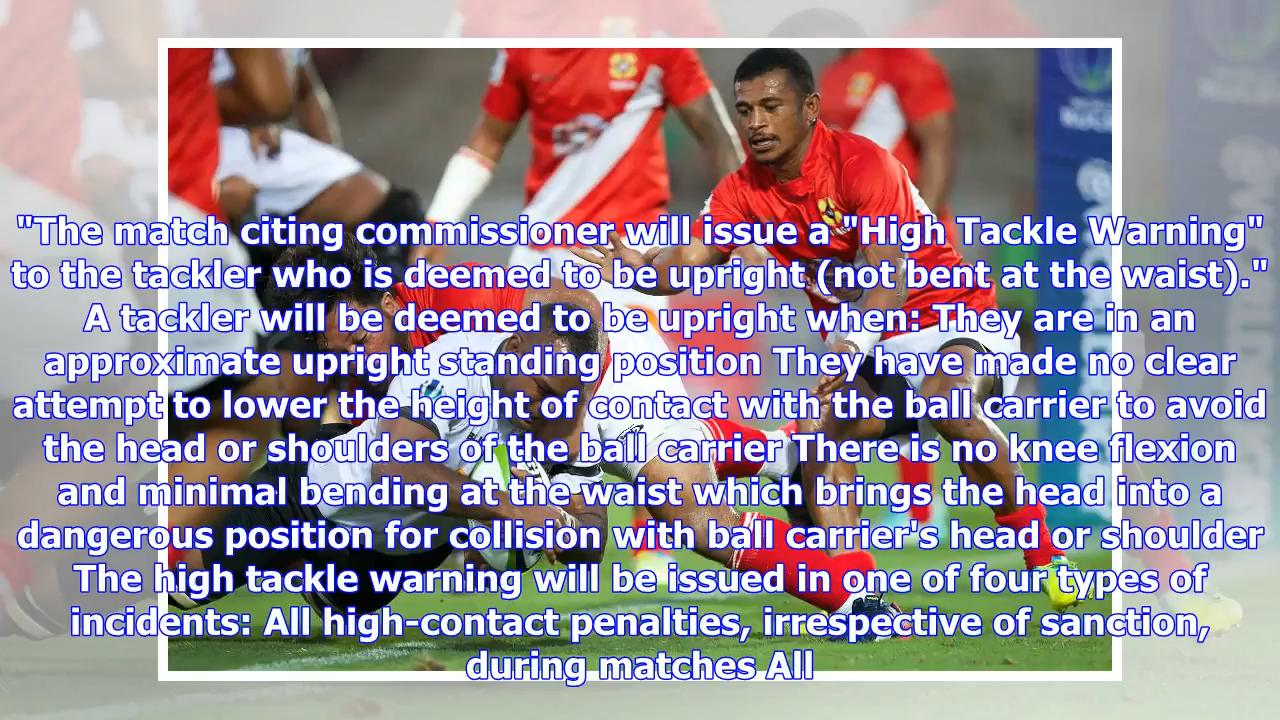 "The match citing commissioner will issue a "High Tackle Warning"
to the tackler who is deemed to be upright (not bent at the waist)."
A tackler will be deemed to be upright when: They are in an
approximate upright standing position They have made no clear
attempt to lower the height of contact with the ball carrier to avoid
the head or shoulders of the ball carrier There is no knee flexion
and minimal bending at the waist which brings the head into a
dangerous position for collision with ball carrier's head or shoulder
The high tackle warning will be issued in one of four types of
incidents: All high-contact penalties, irrespective of sanction,
during matches All